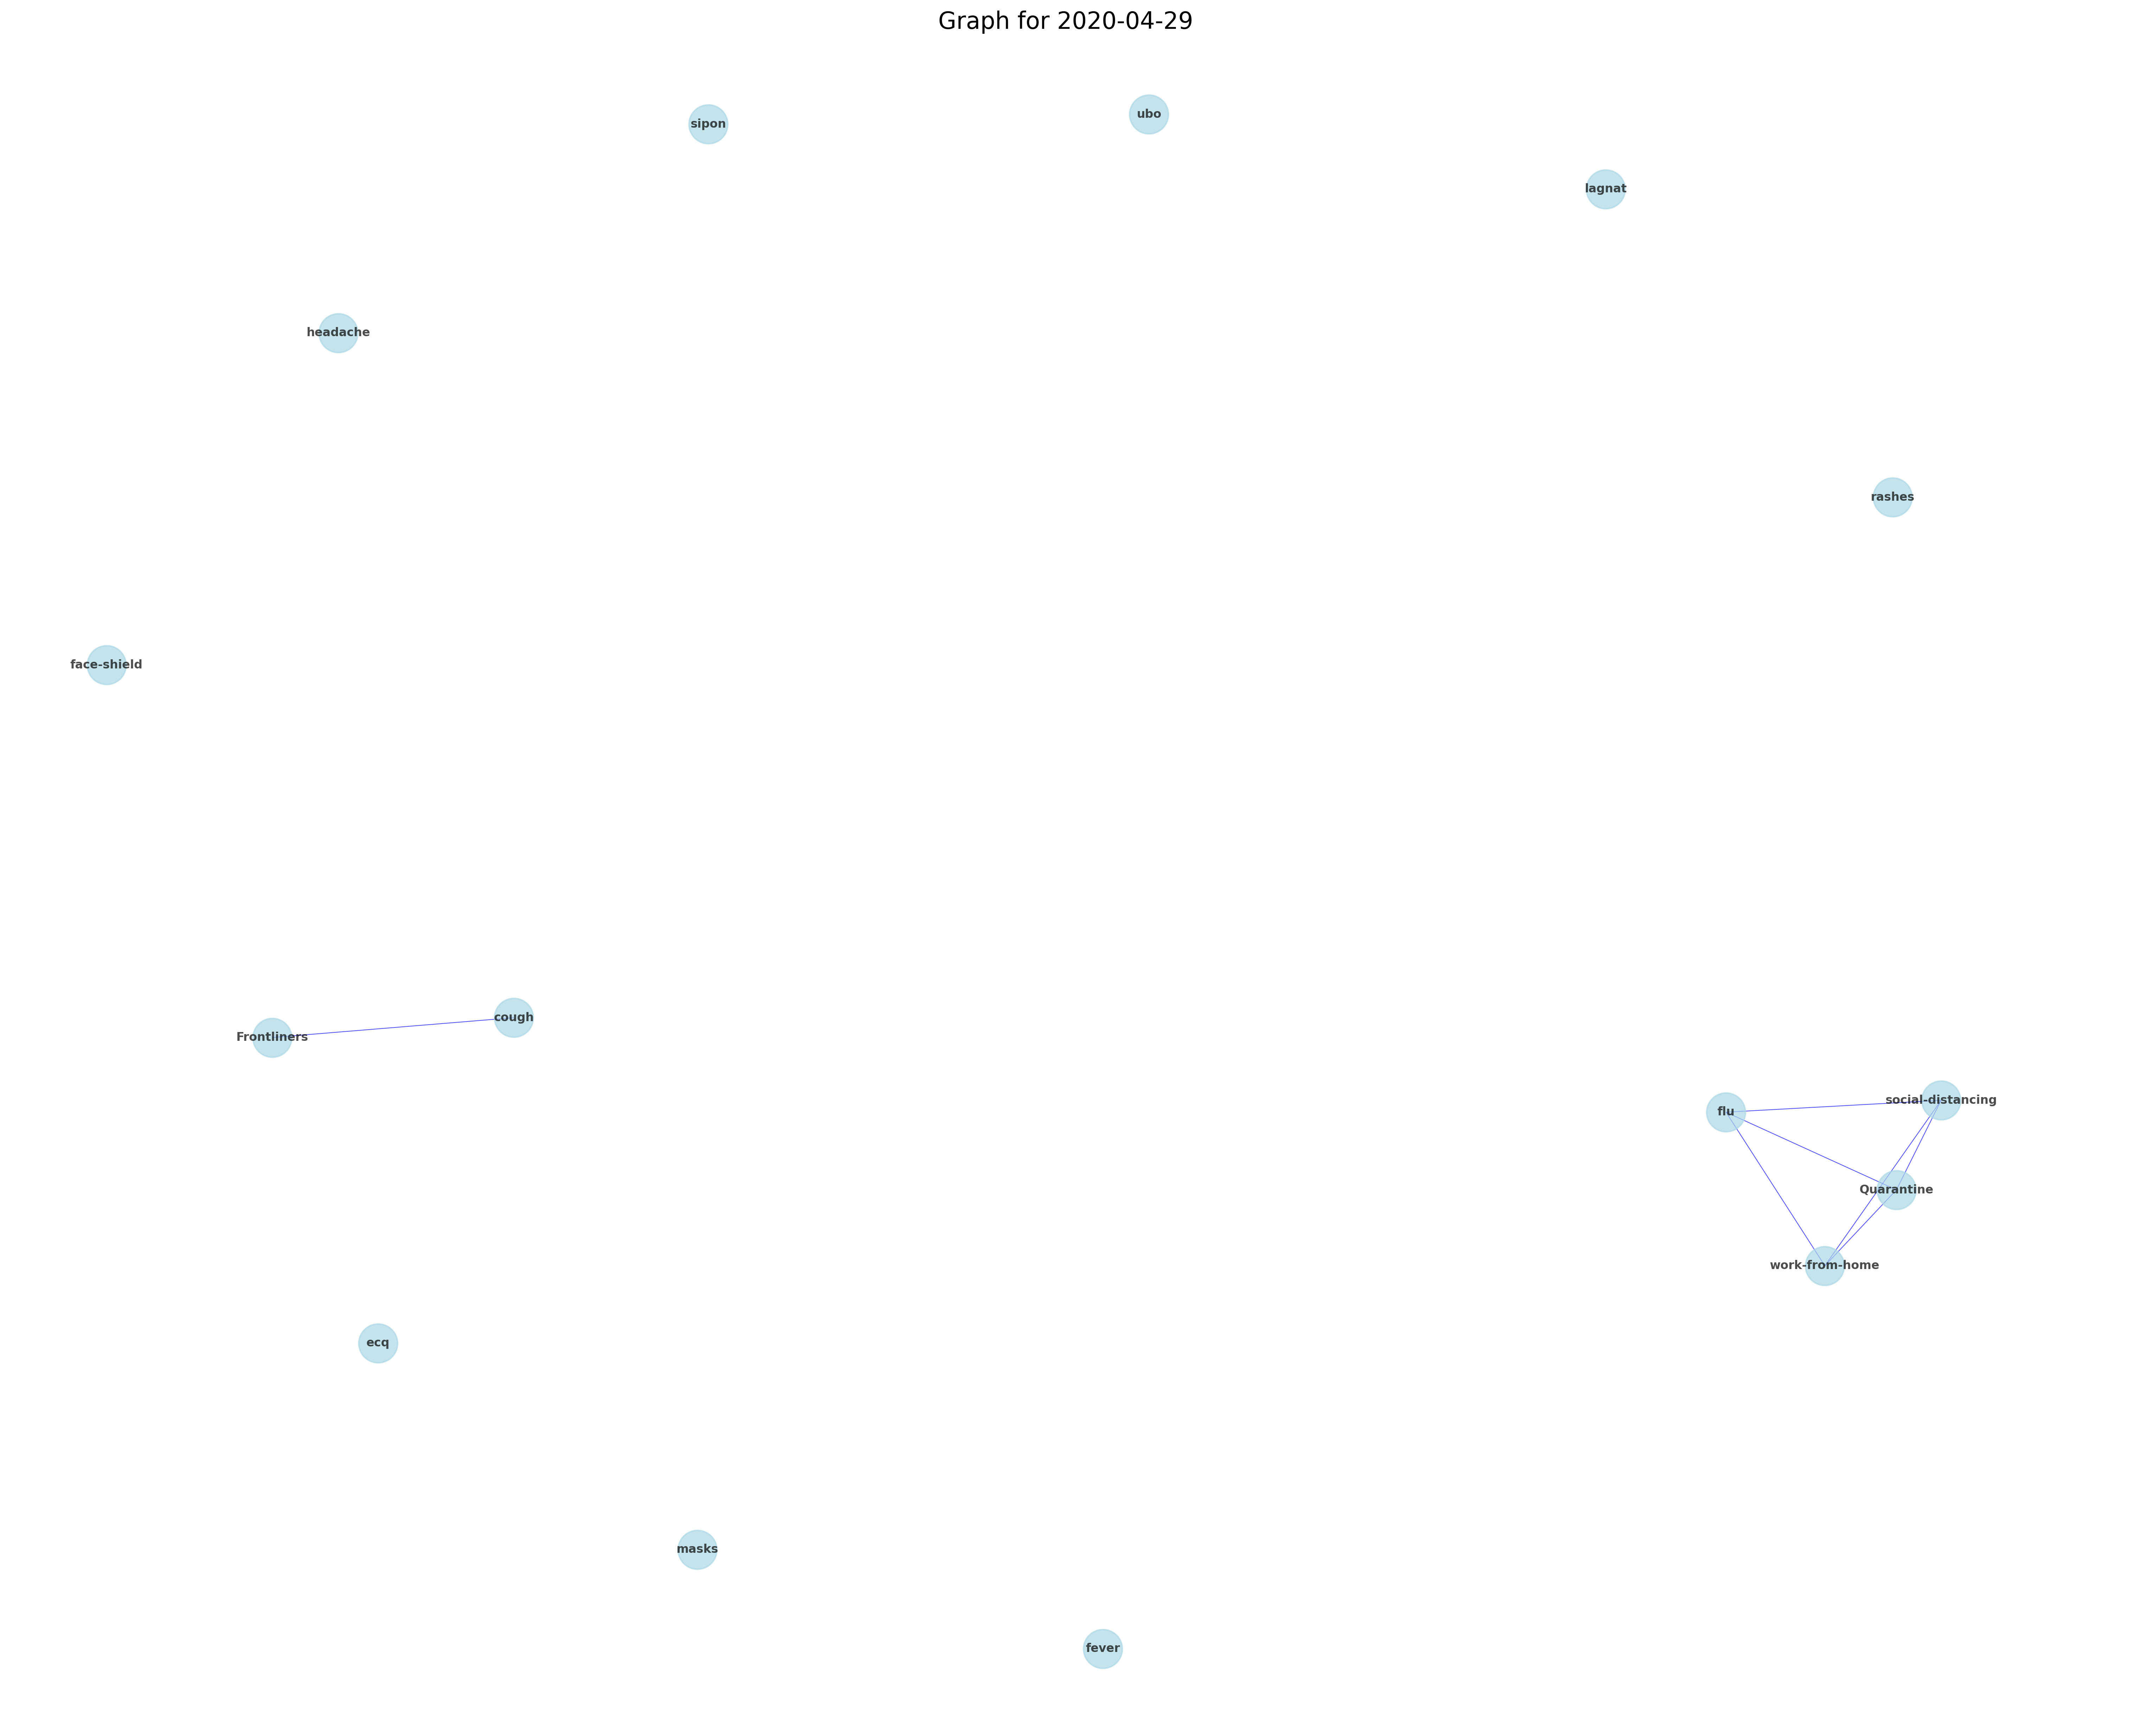 Graph for 2020-04-29
ubo
sipon
lagnat
headache
rashes
face-shield
cough
Frontliners
social-distancing
flu
Quarantine
work-from-home
ecq
masks
fever